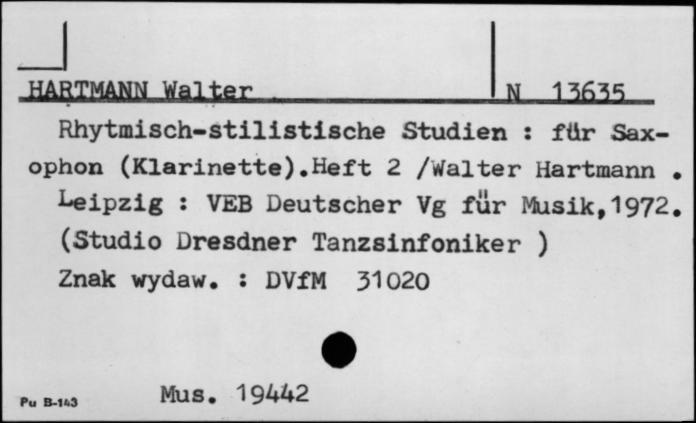 HARTMANN Walter N 13635
Rhytmisch-stilistische Studien : für Sax-
ophon (Klarinette).Heft 2 /Walter Hartmann .
Leipzig : VEB Deutscher Vg für Musik,1972.
(Studio Dresdner Tanzsinfoniker )
Znak wydaw. : DVfM 31020
Mus. 19442
Pu B-143